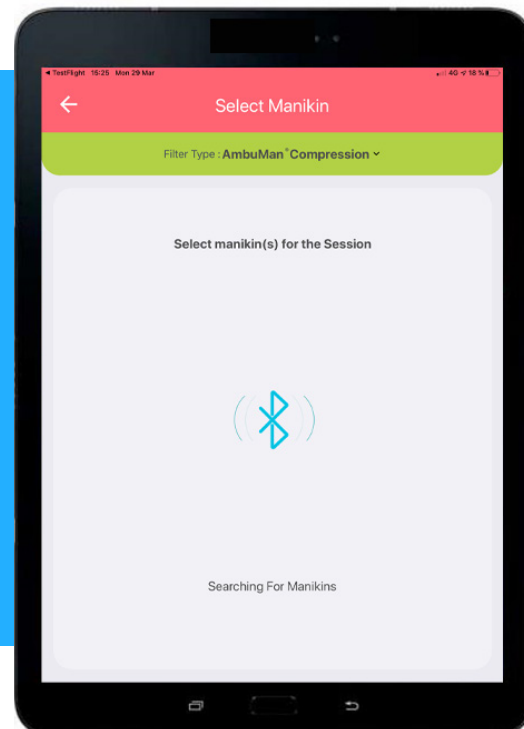 ◀ TestFlight 15:25 Mon 29 Mar 4G 18 %
Select Manikin
Filter Type : AmbuMan®Compression
Select manikin(s) for the Session
Searching For Manikins